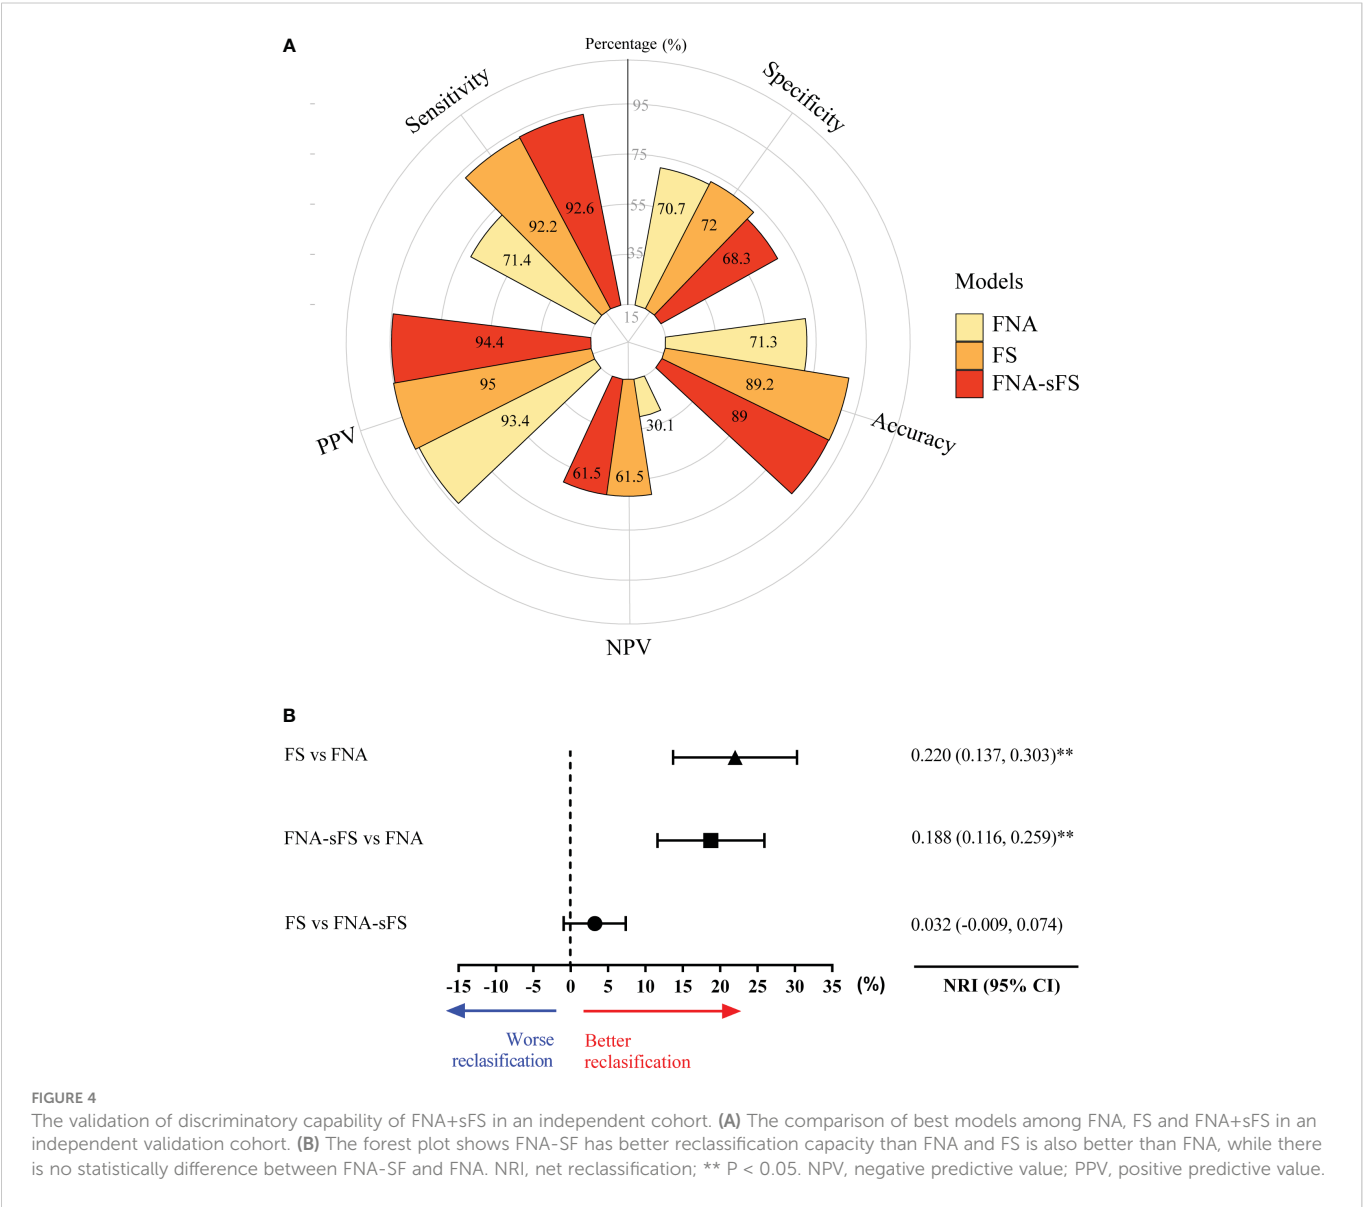 A
Percentage (%)
Sensitivity
Specificity
95
75
55
35
15
92.6
92.2
71.4
70.7
72
68.3
71.3
89.2
89
94.4
95
93.4
61.5
61.5
30.1
PPV
Accuracy
NPV
Models
FNA
FS
FNA-sFS
B
FS vs FNA
0.220 (0.137, 0.303)**
FNA-sFS vs FNA
0.188 (0.116, 0.259)**
FS vs FNA-sFS
0.032 (-0.009, 0.074)
-15 -10 -5 0 5 10 15 20 25 30 35 (%)
NRI (95% CI)
Worse
reclasification
Better
reclasification
FIGURE 4
The validation of discriminatory capability of FNA+sFS in an independent cohort. (A) The comparison of best models among FNA, FS and FNA+sFS in an
independent validation cohort. (B) The forest plot shows FNA-SF has better reclassification capacity than FNA and FS is also better than FNA, while there
is no statistically difference between FNA-SF and FNA. NRI, net reclassification; ** P < 0.05. NPV, negative predictive value; PPV, positive predictive value.